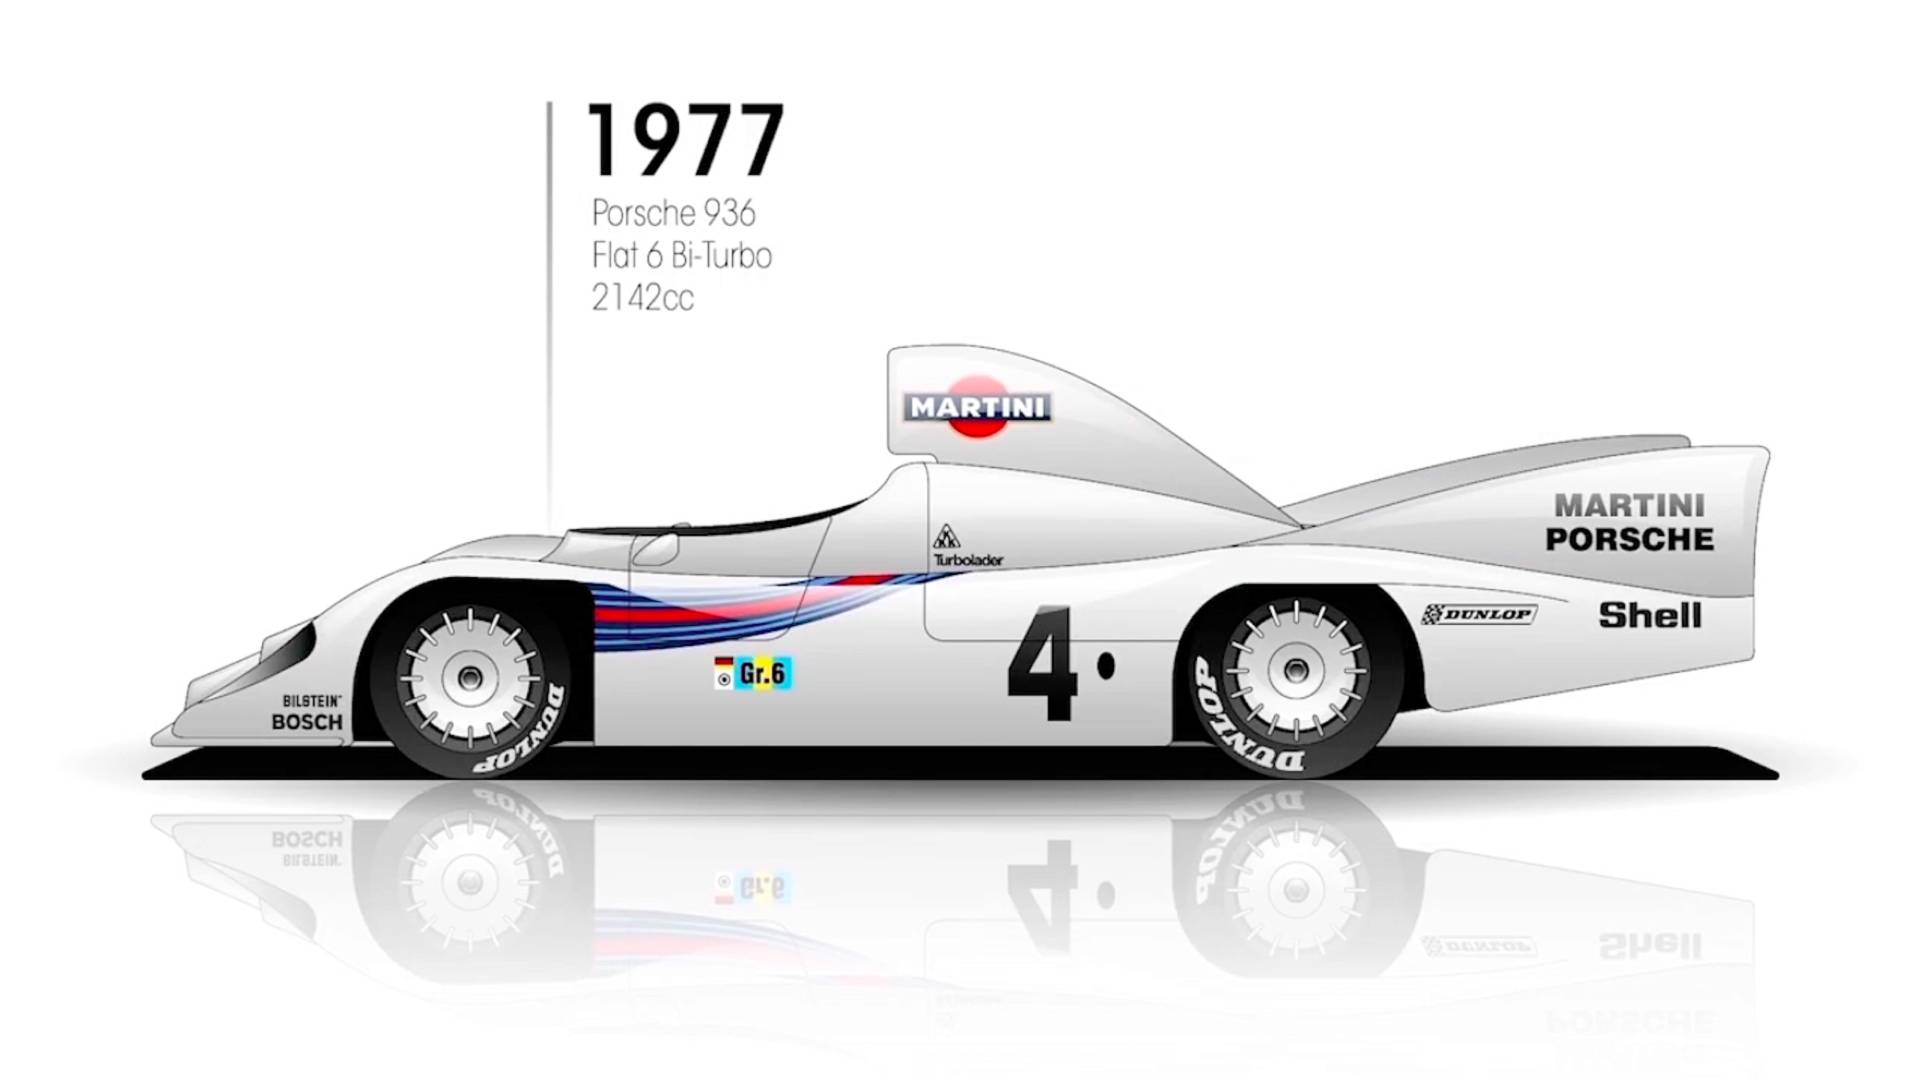 1977
Porsche 936
Flat 6 Bi-Turbo
2142cc
MARTINI
MARTINI
PORSCHE
KKK
Turbolader
DUNLOP
Shell
4
Gr.6
BILSTEIN
BOSCH
DUNLOP
DUNLOP